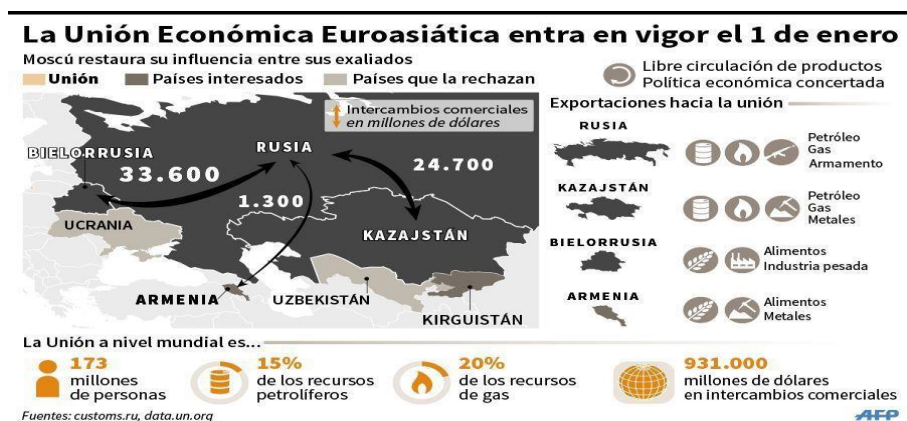 La Unión Económica Euroasiática entra en vigor el 1 de enero
Moscú restaura su influencia entre sus exaliados
Unión
Países interesados
Países que la rechazan
Libre circulación de productos
Política económica concertada
Intercambios comerciales
en millones de dólares
BIELORRUSIA
RUSIA
33.600
24.700
1.300
UCRANIA
KAZAJSTÁN
ARMENIA
UZBEKISTÁN
KIRGUISTÁN
Exportaciones hacia la unión
RUSIA
Petróleo
Gas
Armamento
KAZAJSTÁN
Petróleo
Gas
Metales
BIELORRUSIA
Alimentos
Industria pesada
ARMENIA
Alimentos
Metales
La Unión a nivel mundial es...
173
millones
de personas
15%
de los recursos
petrolíferos
20%
de los recursos
de gas
931.000
millones de dólares
en intercambios comerciales
Fuentes: customs.ru, data.un.org
AFP